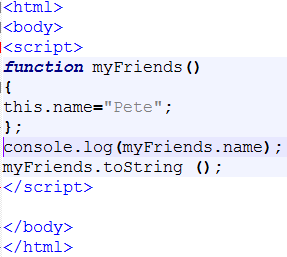 <html>
<body>
<script>
function myFriends()
{
this.name="Pete";
};
console.log(myFriends.name);
myFriends.toString ();
</script>
</body>
</html>